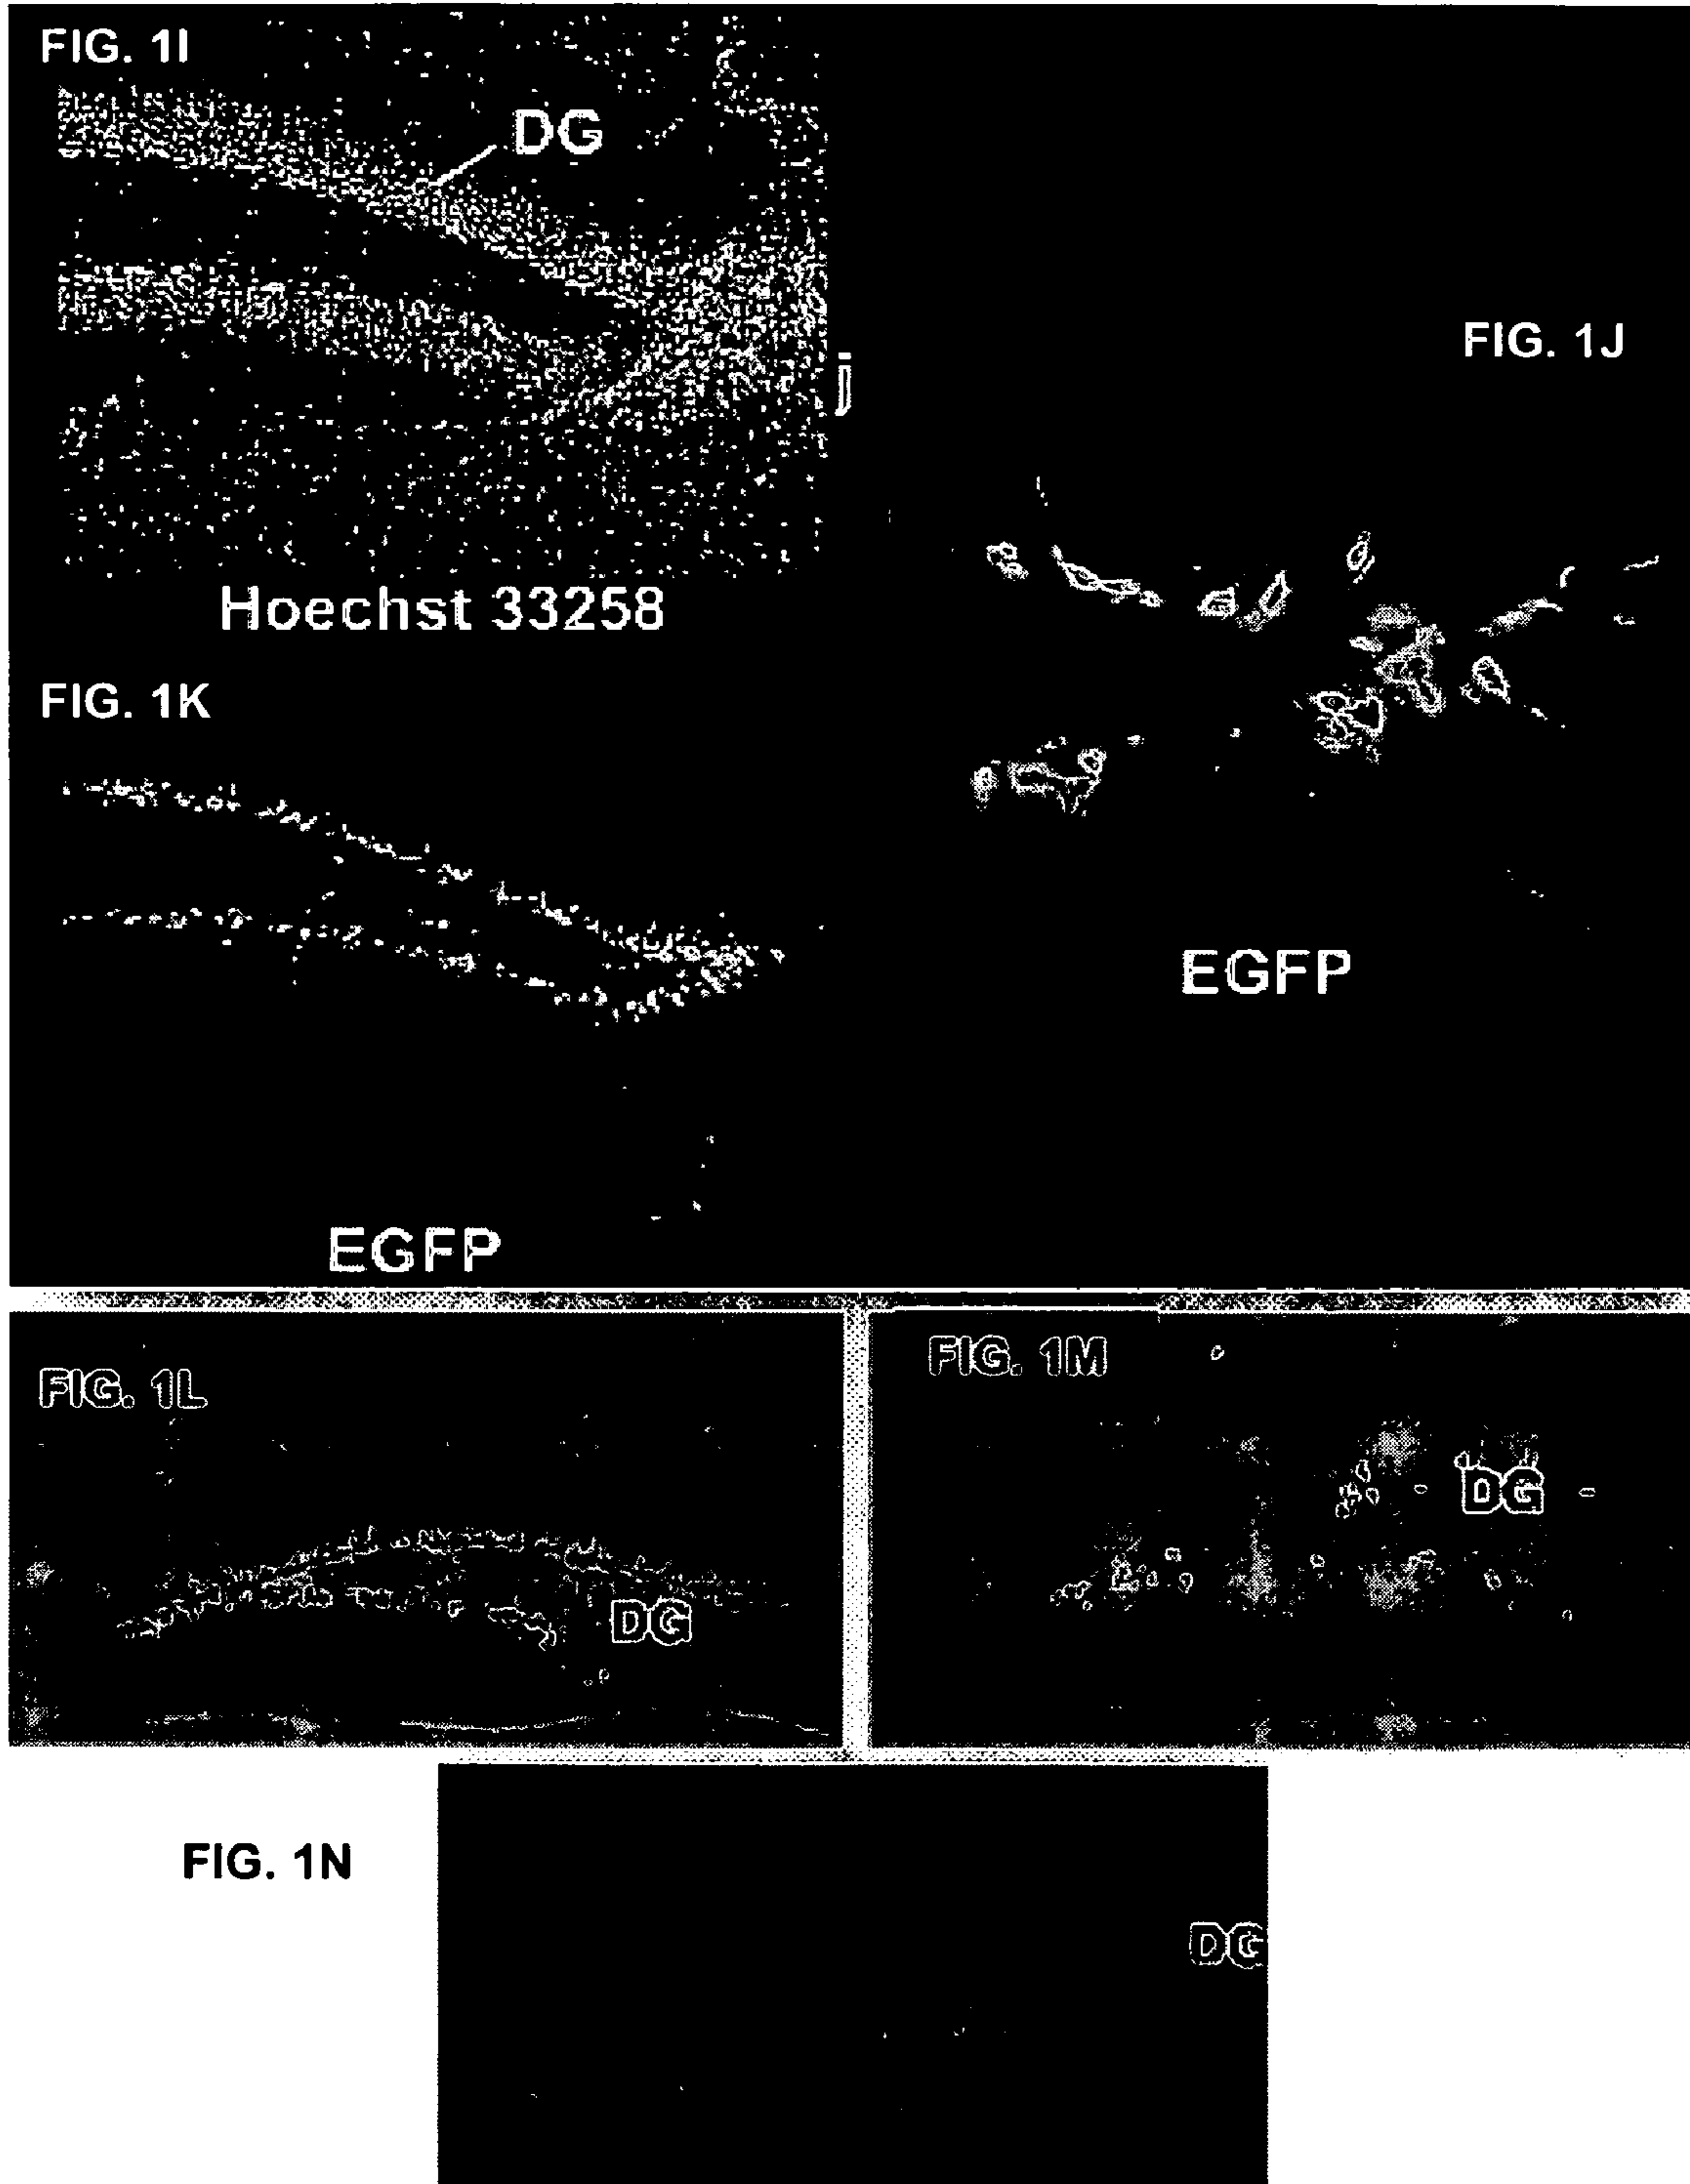 FIG. 1I
DG
j
Hoechst 33258
FIG. 1J
EGFP
FIG. 1K
EGFP
FIG. 1L
DG
FIG. 1M
DG
FIG. 1N
DG